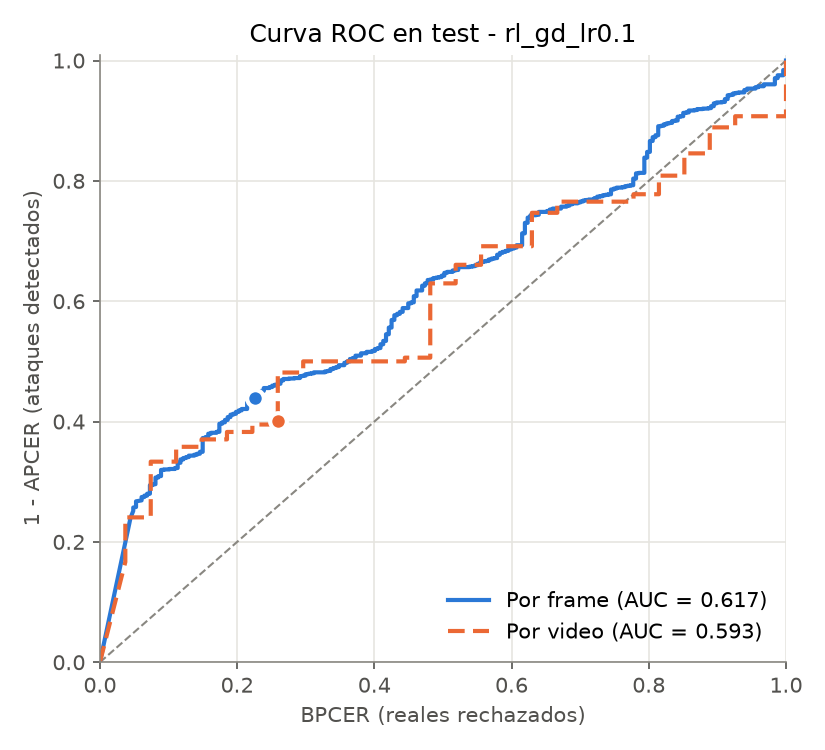 Curva ROC en test - rl_gd_lr0.1
1 - APCER (ataques detectados)
1.0
0.8
0.6
0.4
0.2
0.0
Por frame (AUC = 0.617)
Por video (AUC = 0.593)
0.0 0.2 0.4 0.6 0.8 1.0
BPCER (reales rechazados)